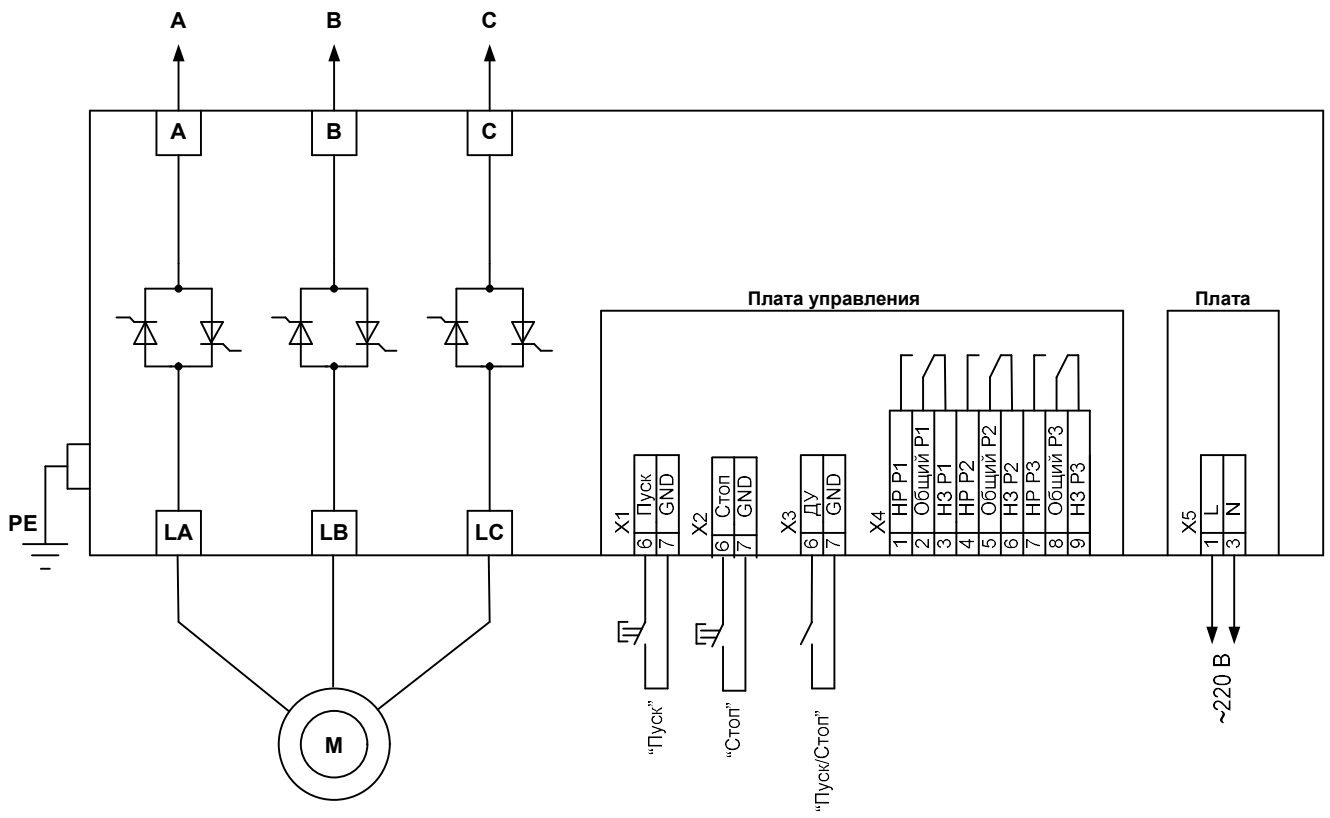 A B C
A B C
Плата управления
Плата
PE
LA LB LC
X1
6 Пуск
7 GND
X2
6 Стоп
7 GND
X3
6 ДУ
7 GND
X4
1 НР Р1
2 Общий Р1
3 НЗ Р1
4 НР Р2
5 Общий Р2
6 НЗ Р2
7 НР Р3
8 Общий Р3
9 НЗ Р3
X5
1 L
3 N
M
“Пуск”
“Стоп”
“Пуск/Стоп”
~220 В